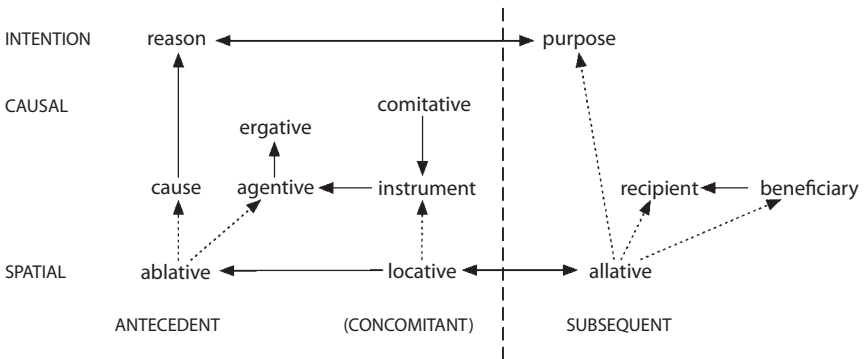 INTENTION reason purpose
CAUSAL comitative
ergative
cause agentive instrument recipient beneficiary
SPATIAL ablative locative allative
ANTECEDENT (CONCOMITANT) SUBSEQUENT